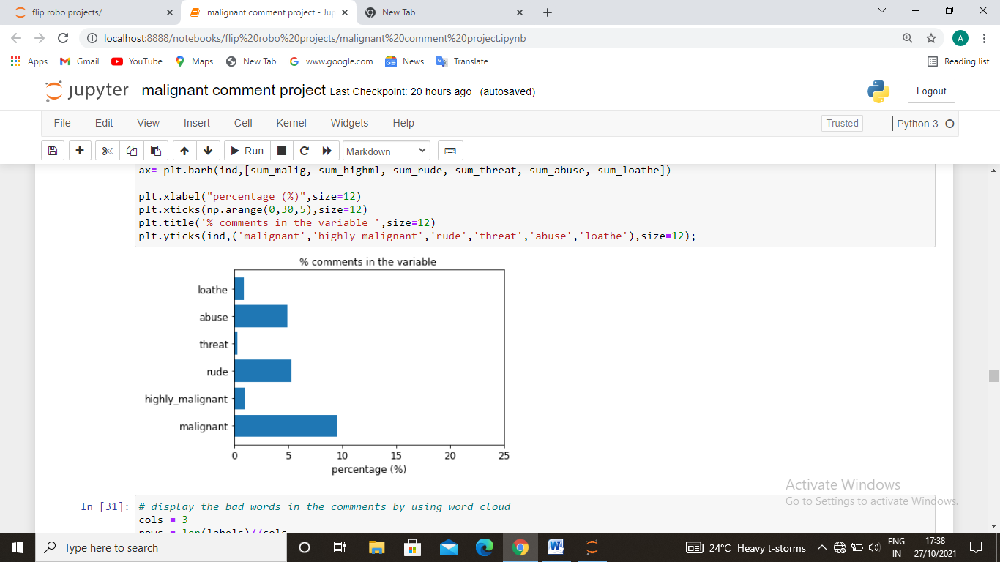 flip robo projects/
malignant comment project - Jup
New Tab
localhost:8888/notebooks/flip%20robo%20projects/malignant%20comment%20project.ipynb
A
Apps Gmail YouTube Maps New Tab www.google.com News Translate Reading list
jupyter malignant comment project Last Checkpoint: 20 hours ago (autosaved) Logout
File Edit View Insert Cell Kernel Widgets Help Trusted Python 3
Run Markdown
ax= plt.barh(ind,[sum_malig, sum_highml, sum_rude, sum_threat, sum_abuse, sum_loathe])
plt.xlabel("percentage (%)",size=12)
plt.xticks(np.arange(0,30,5),size=12)
plt.title('% comments in the variable ',size=12)
plt.yticks(ind,('malignant','highly_malignant','rude','threat','abuse','loathe'),size=12);
% comments in the variable
loathe
abuse
threat
rude
highly_malignant
malignant
0 5 10 15 20 25
percentage (%)
Activate Windows
Go to Settings to activate Windows.
In [31]: # display the bad words in the commnents by using word cloud
cols = 3
rows = len(labels)//cols
Type here to search
24°C Heavy t-storms
ENG
IN
17:38
27/10/2021